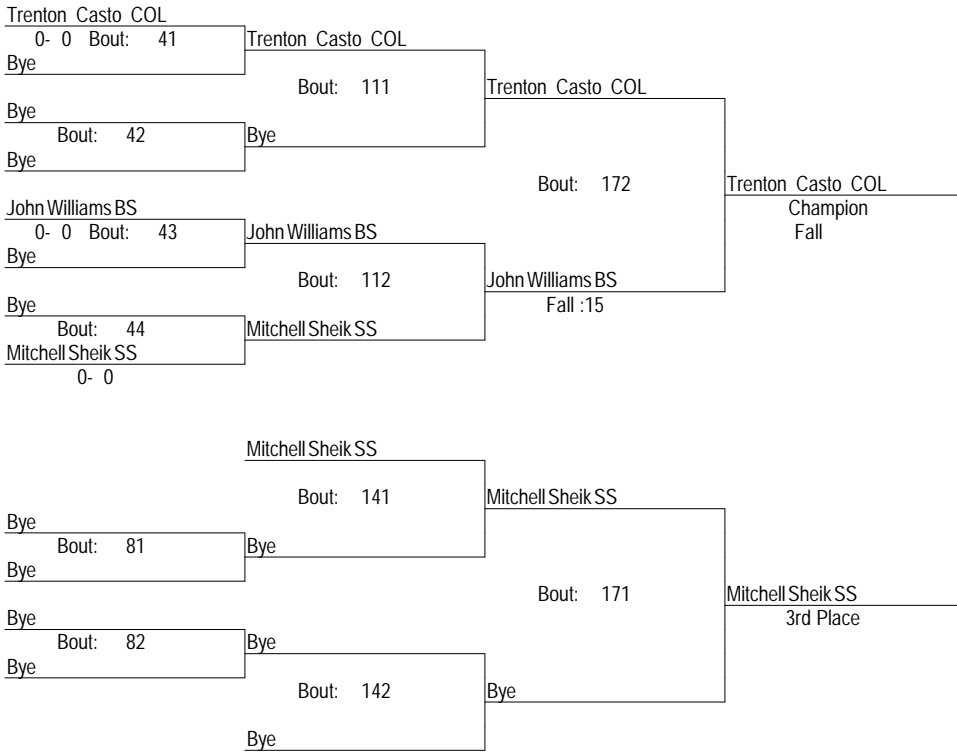 Trenton Casto COL
0- 0 Bout: 41
Trenton Casto COL
Bye
Bout: 111
Trenton Casto COL
Bye
Bout: 42
Bye
Bye
Bout: 172
Trenton Casto COL
John Williams BS
Champion
0- 0 Bout: 43
John Williams BS
Fall
Bye
Bout: 112
John Williams BS
Bye
Fall :15
Bout: 44
Mitchell Sheik SS
Mitchell Sheik SS
0- 0
Mitchell Sheik SS
Bout: 141
Mitchell Sheik SS
Bye
Bout: 81
Bye
Bye
Bout: 171
Mitchell Sheik SS
Bye
3rd Place
Bout: 82
Bye
Bye
Bout: 142
Bye
Bye